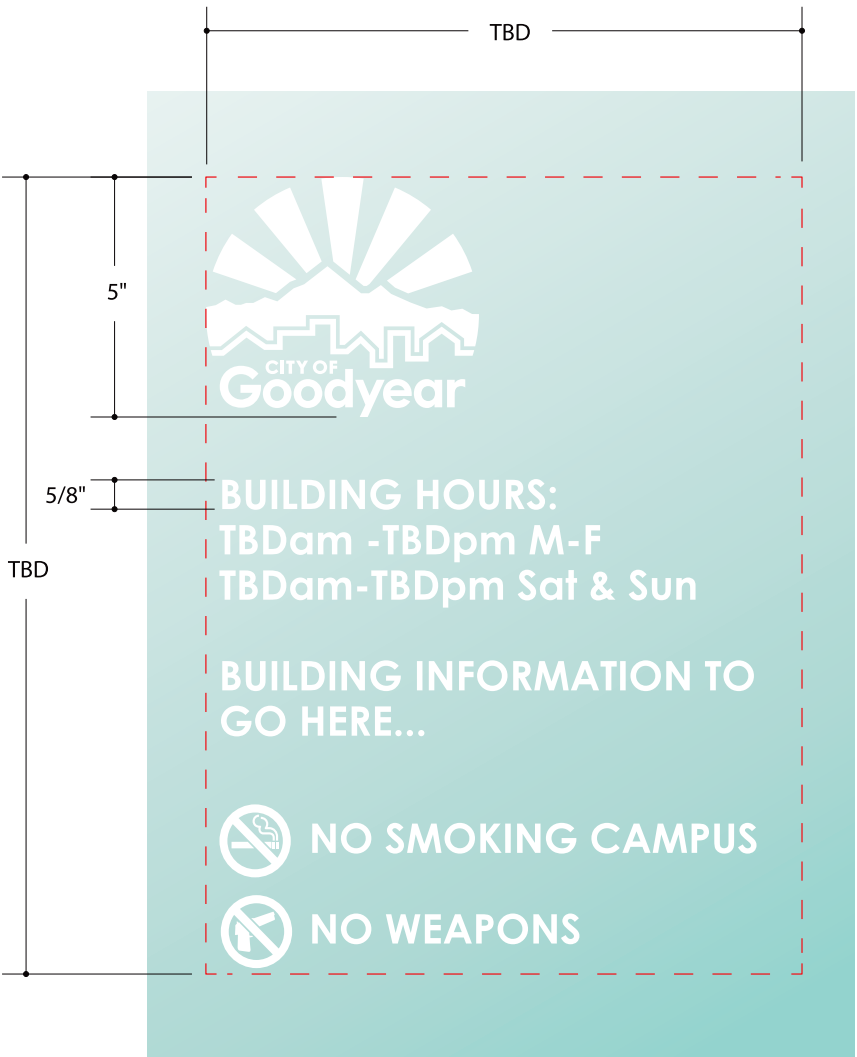 TBD
5"
CITY OF
Goodyear
5/8"
BUILDING HOURS:
TBDam -TBDpm M-F
TBD
TBDam-TBDpm Sat & Sun
BUILDING INFORMATION TO
GO HERE...
NO SMOKING CAMPUS
NO WEAPONS